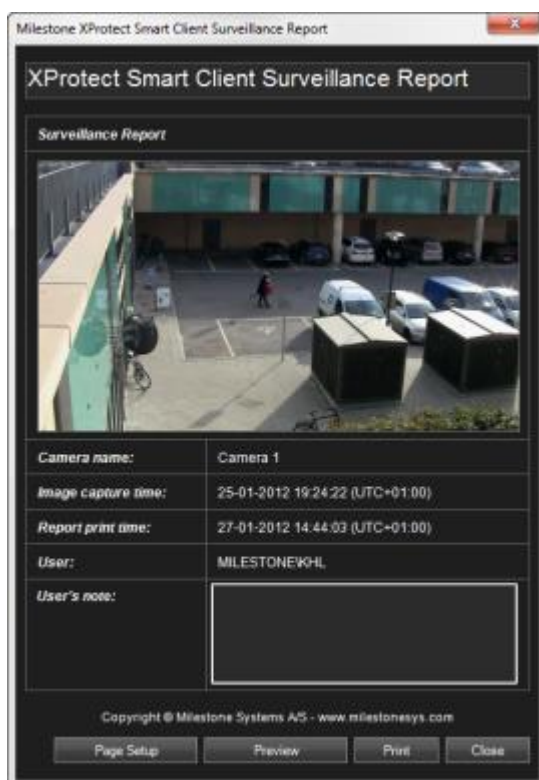 Milestone XProtect Smart Client Surveillance Report
XProtect Smart Client Surveillance Report
Surveillance Report
Camera name: Camera 1
Image capture time: 25-01-2012 19:24:22 (UTC+01:00)
Report print time: 27-01-2012 14:44:03 (UTC+01:00)
User: MILESTONE\KHL
User's note:
Copyright © Milestone Systems A/S - www.milestonesys.com
Page Setup Preview Print Close